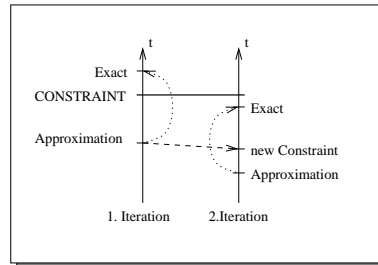 t
t
Exact
CONSTRAINT
Exact
Approximation
new Constraint
Approximation
1. Iteration
2.Iteration